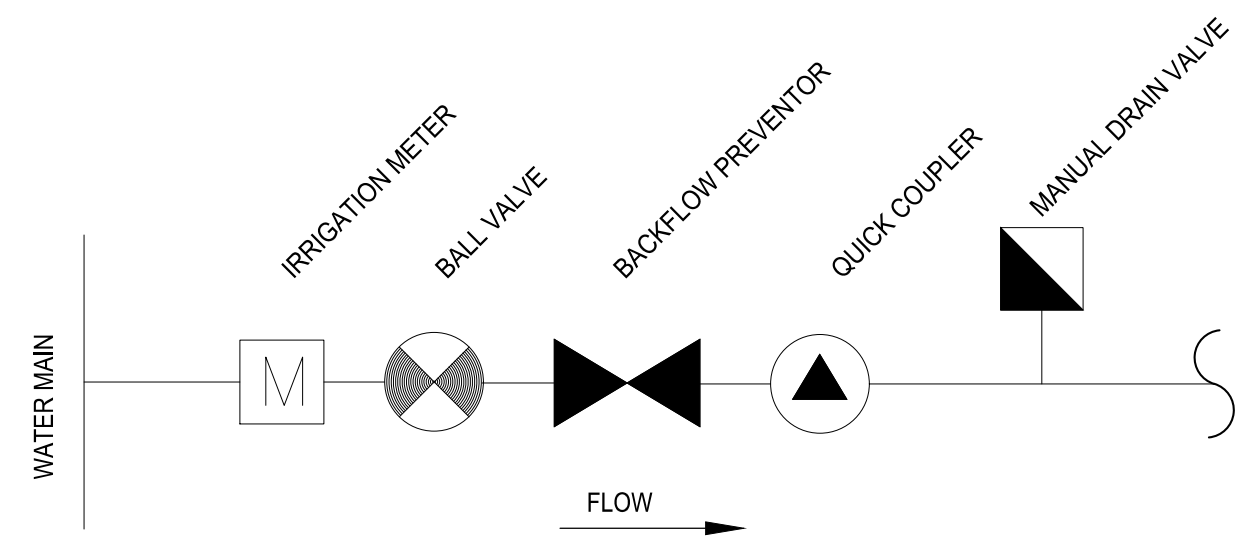 IRRIGATION METER
BALL VALVE
BACKFLOW PREVENTOR
QUICK COUPLER
MANUAL DRAIN VALVE
WATER MAIN
M
FLOW